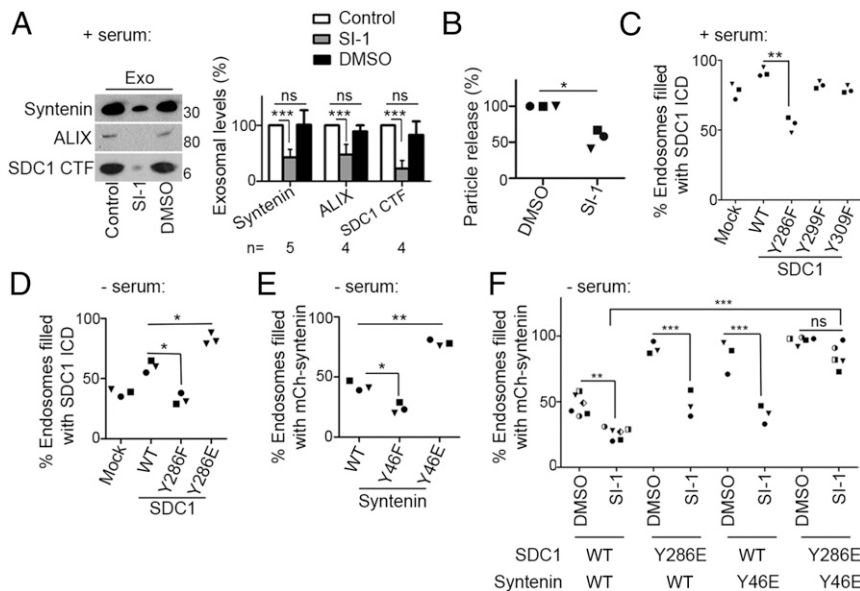 A
+ serum:
Exo
Syntenin
30
ALIX
80
SDC1 CTF
6
Control
SI-1
DMSO
Control
SI-1
DMSO
Exosomal levels (%)
100
0
ns
ns
ns
***
***
***
Syntenin
ALIX
SDC1 CTF
n= 5 4 4
B
Particle release (%)
100
50
0
*
DMSO
SI-1
C
+ serum:
% Endosomes filled
with SDC1 ICD
100
50
0
**
Mock
WT
Y286F
Y299F
Y309F
SDC1
D
- serum:
% Endosomes filled
with SDC1 ICD
100
50
0
*
*
Mock
WT
Y286F
Y286E
SDC1
E
- serum:
% Endosomes filled
with mCh-syntenin
100
50
0
**
*
WT
Y46F
Y46E
Syntenin
F
- serum:
% Endosomes filled
with mCh-syntenin
100
50
0
***
**
***
***
ns
DMSO
SI-1
DMSO
SI-1
DMSO
SI-1
DMSO
SI-1
SDC1 WT Y286E WT Y286E
Syntenin WT WT Y46E Y46E